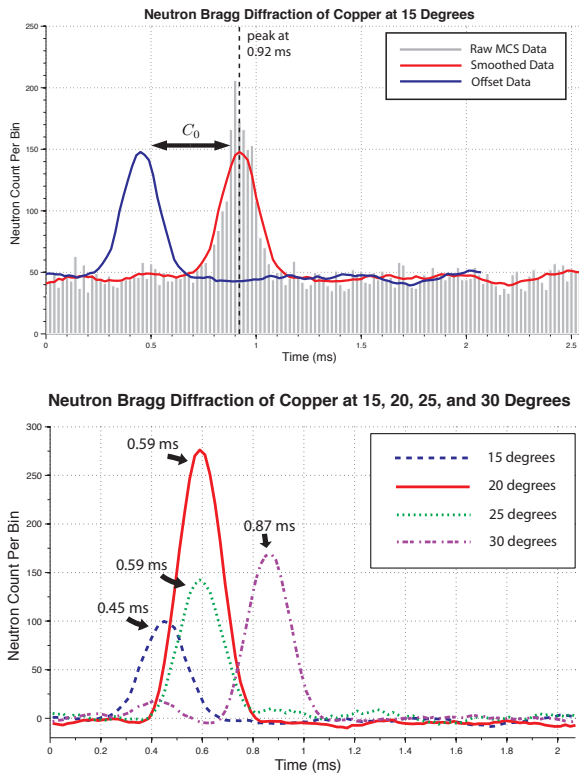 Neutron Bragg Diffraction of Copper at 15 Degrees
peak at
0.92 ms
Raw MCS Data
Smoothed Data
Offset Data
C0
250
200
150
100
50
0
Neutron Count Per Bin
0 0.5 1 1.5 2 2.5
Time (ms)
Neutron Bragg Diffraction of Copper at 15, 20, 25, and 30 Degrees
0.59 ms
0.87 ms
0.59 ms
0.45 ms
15 degrees
20 degrees
25 degrees
30 degrees
300
250
200
150
100
50
0
Neutron Count Per Bin
0 0.2 0.4 0.6 0.8 1 1.2 1.4 1.6 1.8 2
Time (ms)